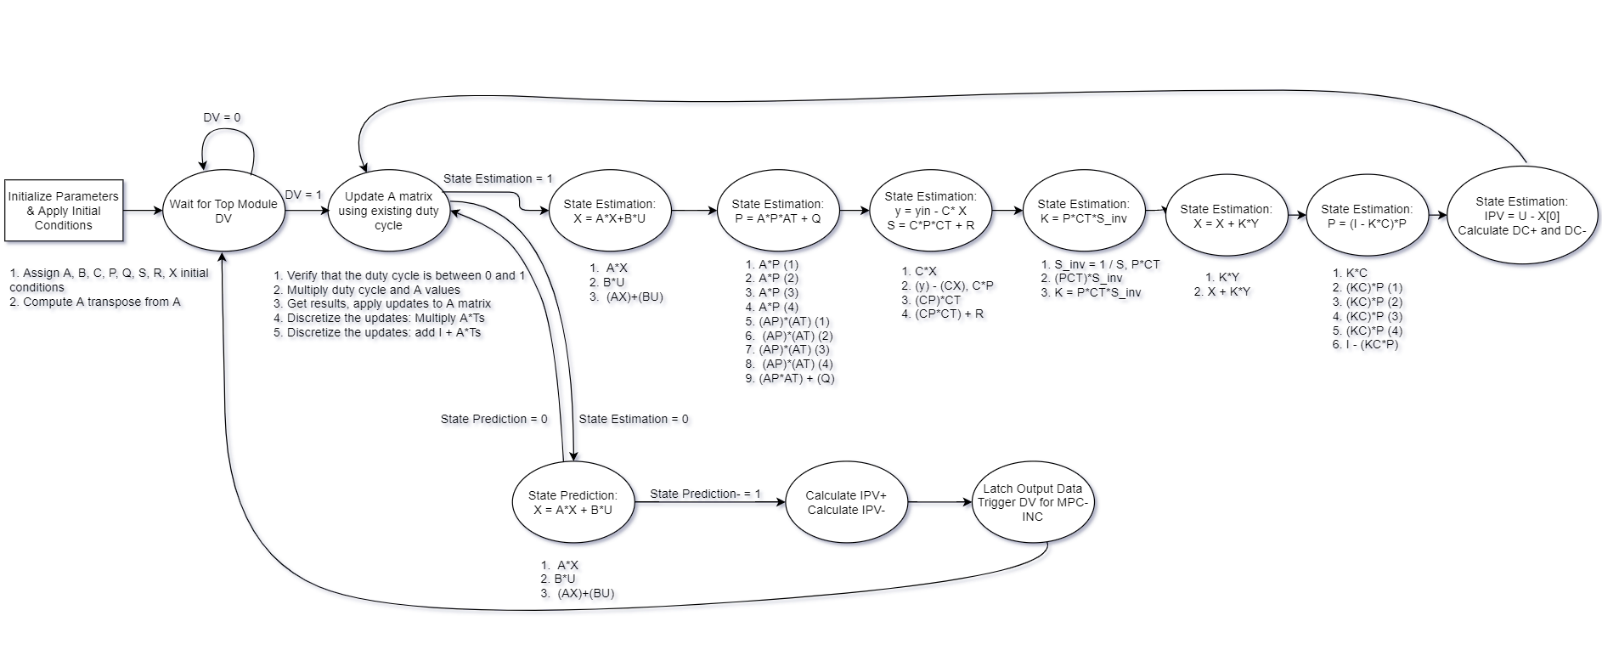 DV = 0
Initialize Parameters
& Apply Initial
Conditions
1. Assign A, B, C, P, Q, S, R, X initial
conditions
2. Compute A transpose from A
Wait for Top Module
DV
DV = 1
Update A matrix
using existing duty
cycle
1. Verify that the duty cycle is between 0 and 1
2. Multiply duty cycle and A values
3. Get results, apply updates to A matrix
4. Discretize the updates: Multiply A*Ts
5. Discretize the updates: add I + A*Ts
State Estimation = 1
State Estimation:
X = A*X+B*U
1. A*X
2. B*U
3. (AX)+(BU)
State Estimation:
P = A*P*AT + Q
1. A*P (1)
2. A*P (2)
3. A*P (3)
4. A*P (4)
5. (AP)*(AT) (1)
6. (AP)*(AT) (2)
7. (AP)*(AT) (3)
8. (AP)*(AT) (4)
9. (AP*AT) + (Q)
State Estimation:
y = yin - C* X
S = C*P*CT + R
1. C*X
2. (y) - (CX), C*P
3. (CP)*CT
4. (CP*CT) + R
State Estimation:
K = P*CT*S_inv
1. S_inv = 1 / S, P*CT
2. (PCT)*S_inv
3. K = P*CT*S_inv
State Estimation:
X = X + K*Y
1. K*Y
2. X + K*Y
State Estimation:
P = (I - K*C)*P
1. K*C
2. (KC)*P (1)
3. (KC)*P (2)
4. (KC)*P (3)
5. (KC)*P (4)
6. I - (KC*P)
State Estimation:
IPV = U - X[0]
Calculate DC+ and DC-
State Prediction = 0
State Estimation = 0
State Prediction:
X = A*X + B*U
1. A*X
2. B*U
3. (AX)+(BU)
State Prediction- = 1
Calculate IPV+
Calculate IPV-
Latch Output Data
Trigger DV for MPC-
INC